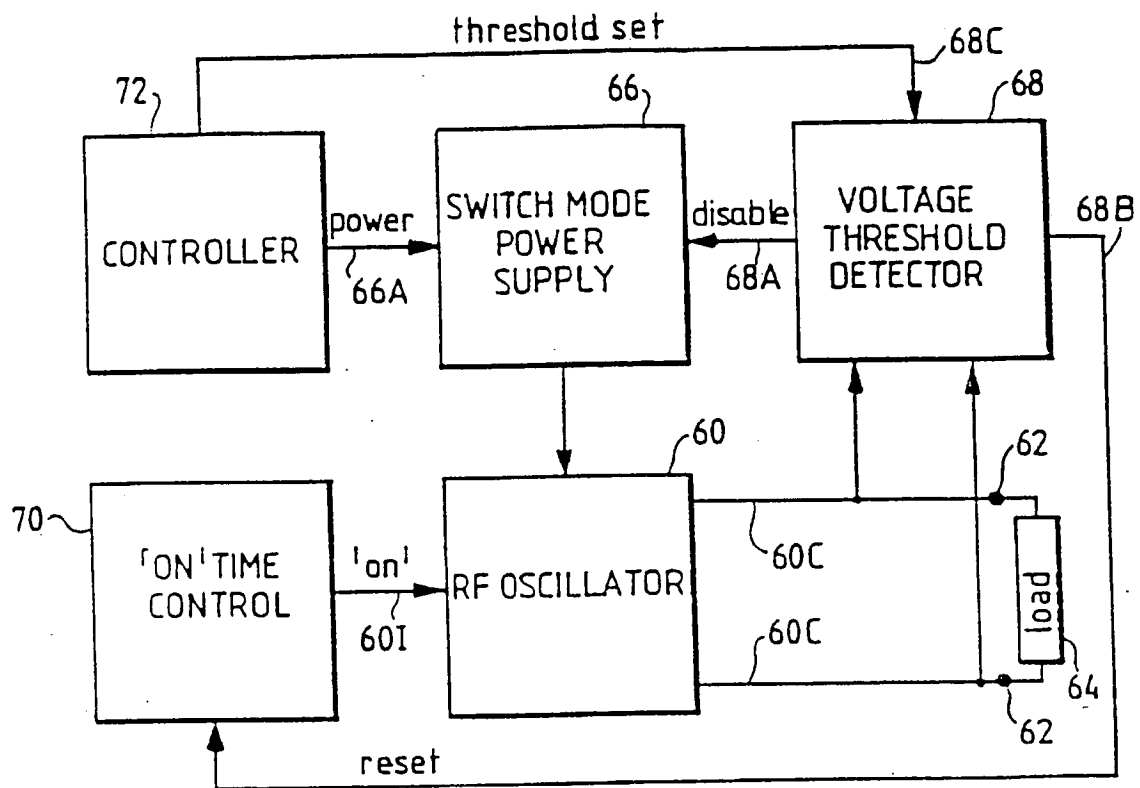 threshold set
68C
72
66
68
CONTROLLER
power
66A
SWITCH MODE
POWER
SUPPLY
disable
68A
VOLTAGE
THRESHOLD
DETECTOR
68B
70
'ON' TIME
CONTROL
'on'
60I
60
RF OSCILLATOR
60C
60C
62
load
64
62
reset